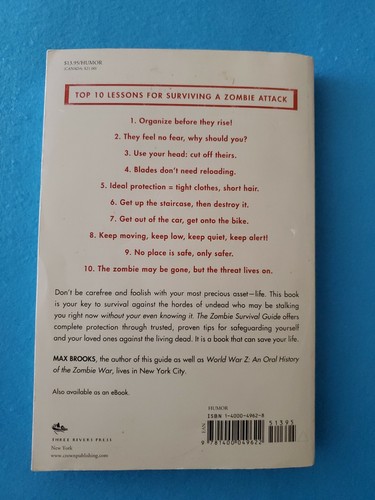 $13.95/HUMOR
TOP 10 LESSONS FOR SURVIVING A ZOMBIE ATTACK
1. Organize before they rise!
2. They feel no fear, why should you?
3. Use your head: cut off theirs.
4. Blades don't need reloading.
5. Ideal protection = tight clothes, short hair.
6. Get up the staircase, then destroy it.
7. Get out of the car, get onto the bike.
8. Keep moving, keep low, keep quiet, keep alert!
9. No place is safe, only safer.
10. The zombie may be gone, but the threat lives on.
Don't be carefree and foolish with your most precious asset—life. This book
is your key to survival against the hordes of undead who may be stalking
you right now without your even knowing it. The Zombie Survival Guide offers
complete protection through trusted, proven tips for safeguarding yourself
and your loved ones against the living dead. It is a book that can save your life.
MAX BROOKS, the author of this guide as well as World War Z: An Oral History
of the Zombie War, lives in New York City.
Also available as an eBook.
THREE RIVERS PRESS
New York
www.crownpublishing.com
HUMOR
ISBN 1-4000-4962-8
EAN
51395
9 781400 049622